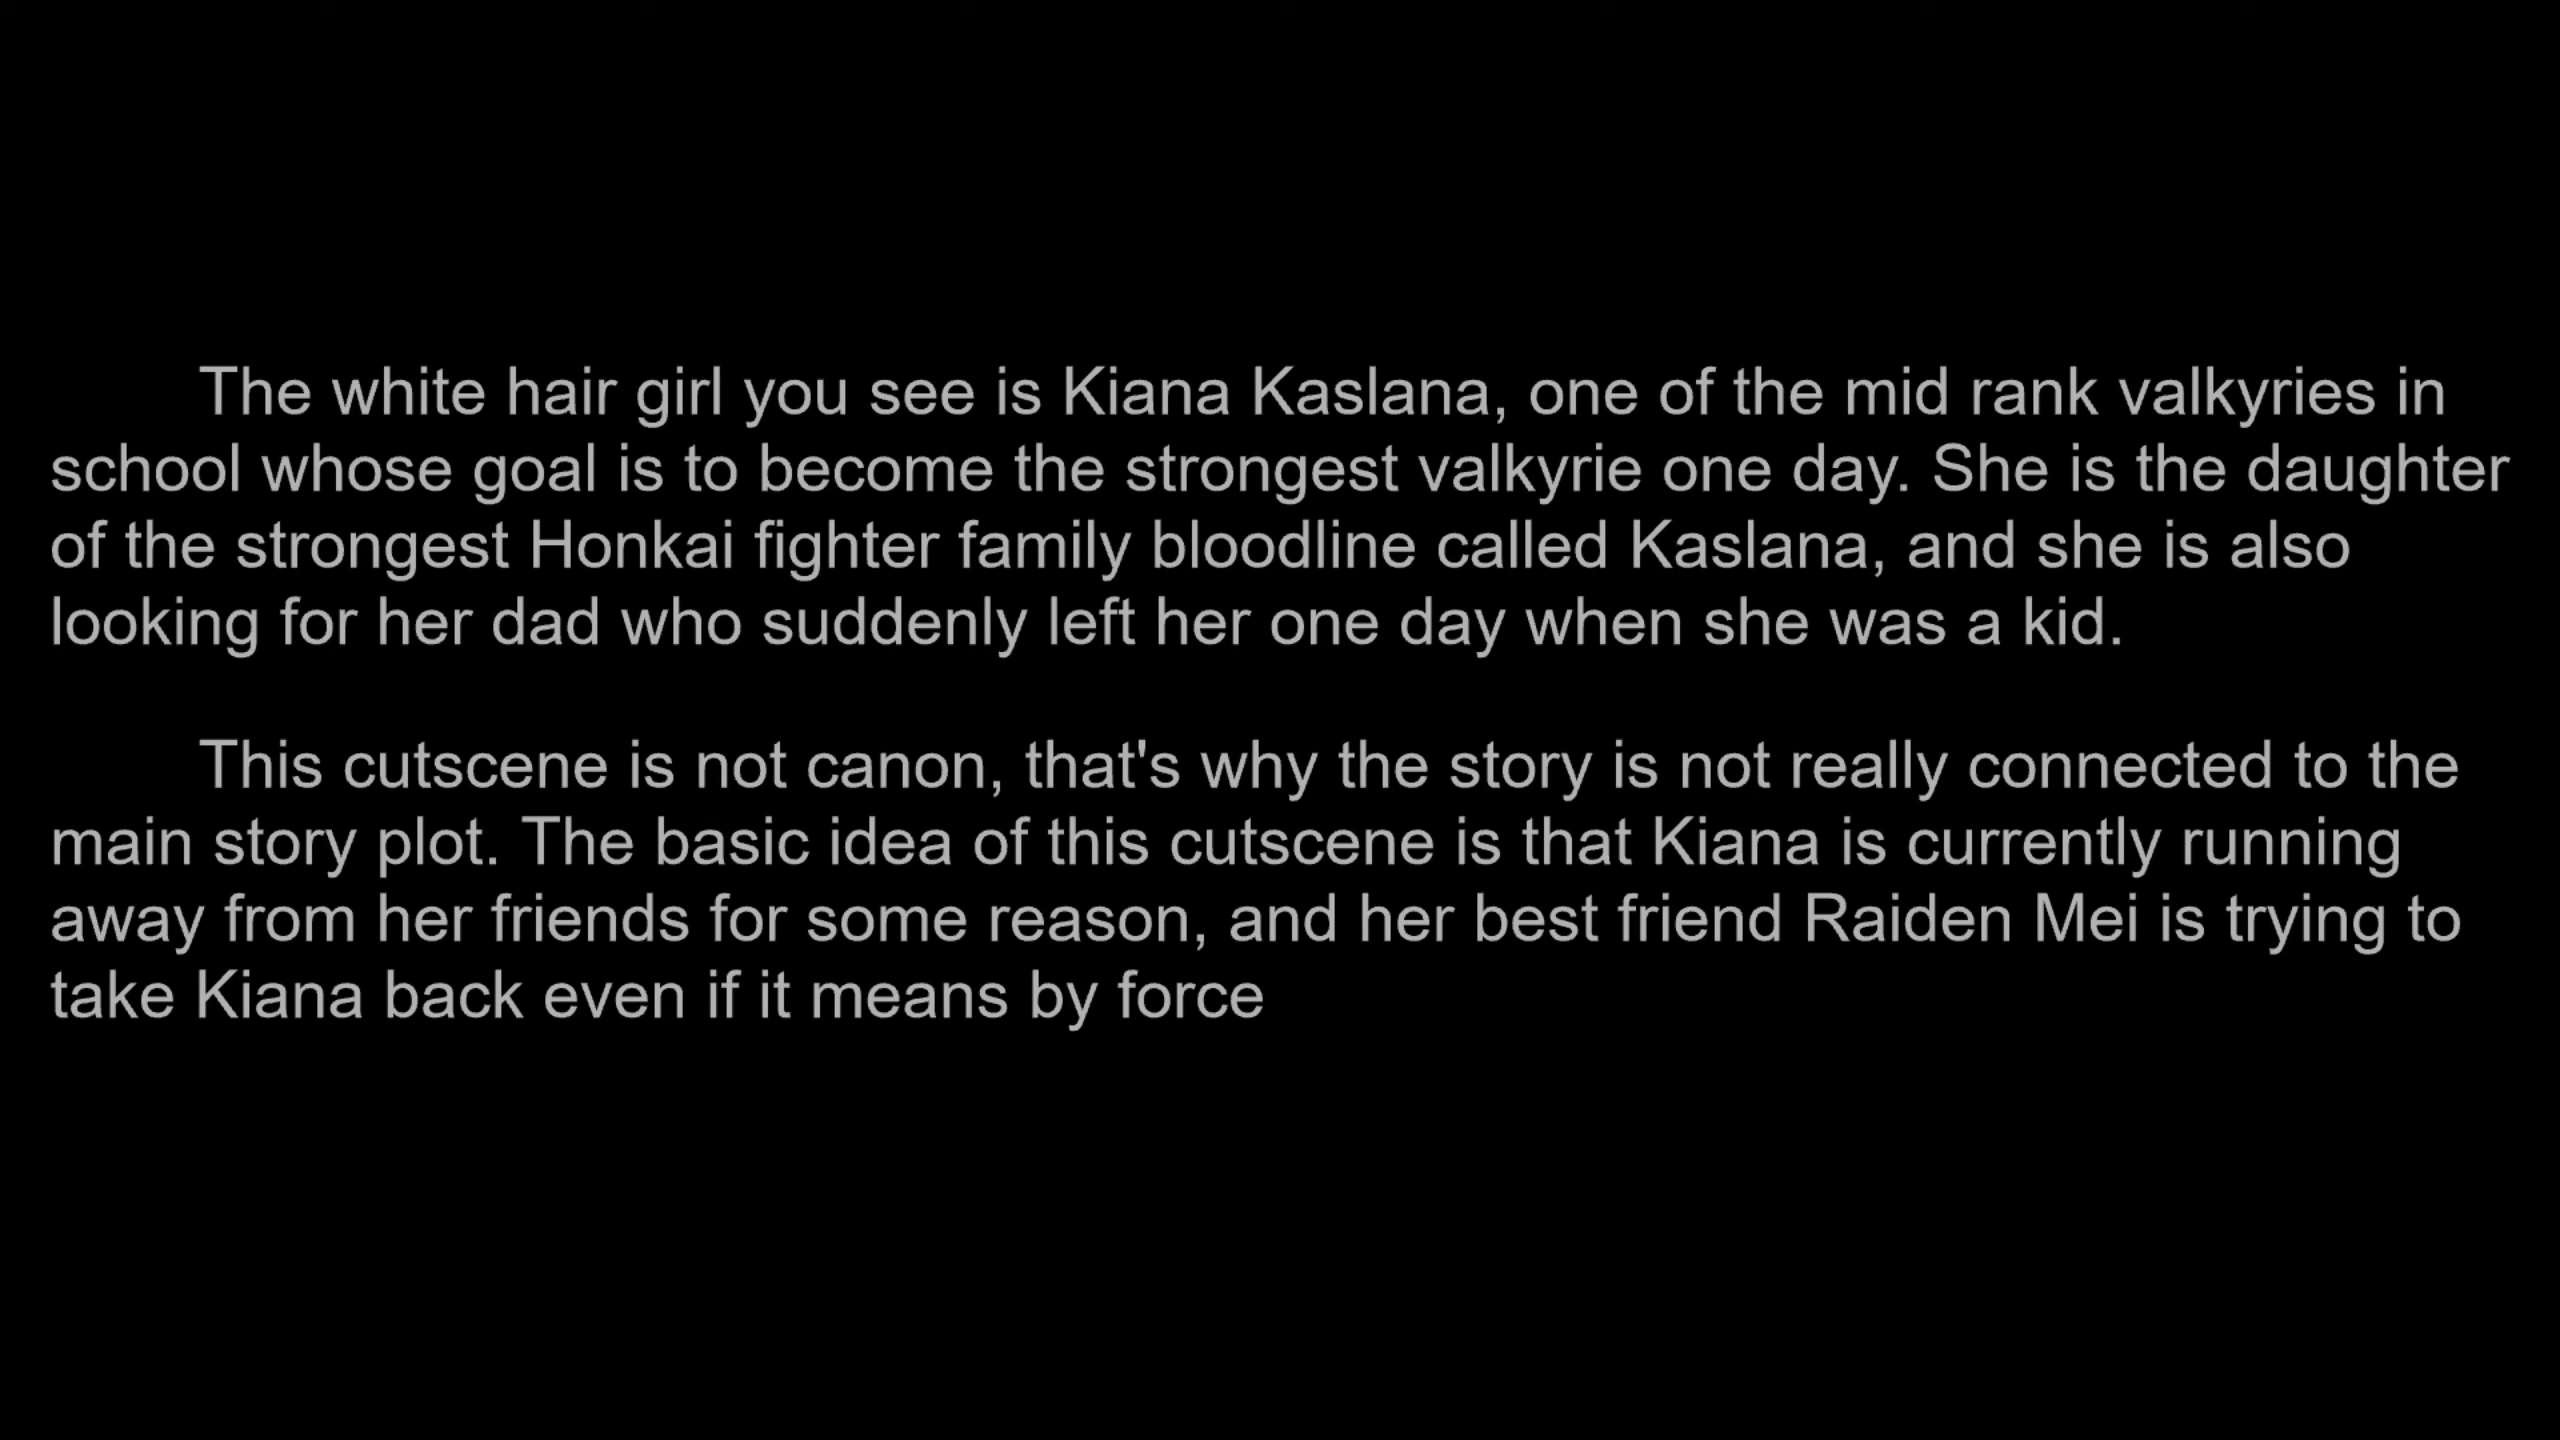 The white hair girl you see is Kiana Kaslana, one of the mid rank valkyries in
school whose goal is to become the strongest valkyrie one day. She is the daughter
of the strongest Honkai fighter family bloodline called Kaslana, and she is also
looking for her dad who suddenly left her one day when she was a kid.
This cutscene is not canon, that's why the story is not really connected to the
main story plot. The basic idea of this cutscene is that Kiana is currently running
away from her friends for some reason, and her best friend Raiden Mei is trying to
take Kiana back even if it means by force